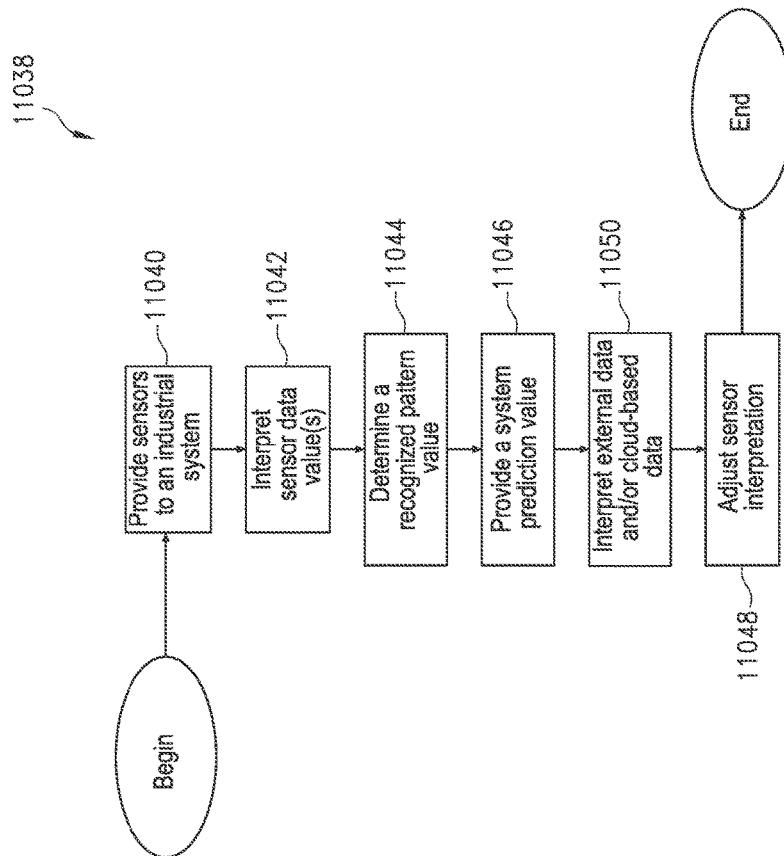 11038
Begin
Provide sensors
to an industrial
system
11040
Interpret
sensor data
value(s)
11042
Determine a
recognized pattern
value
11044
Provide a system
prediction value
11046
Interpret external data
and/or cloud-based
data
11050
Adjust sensor
interpretation
11048
End